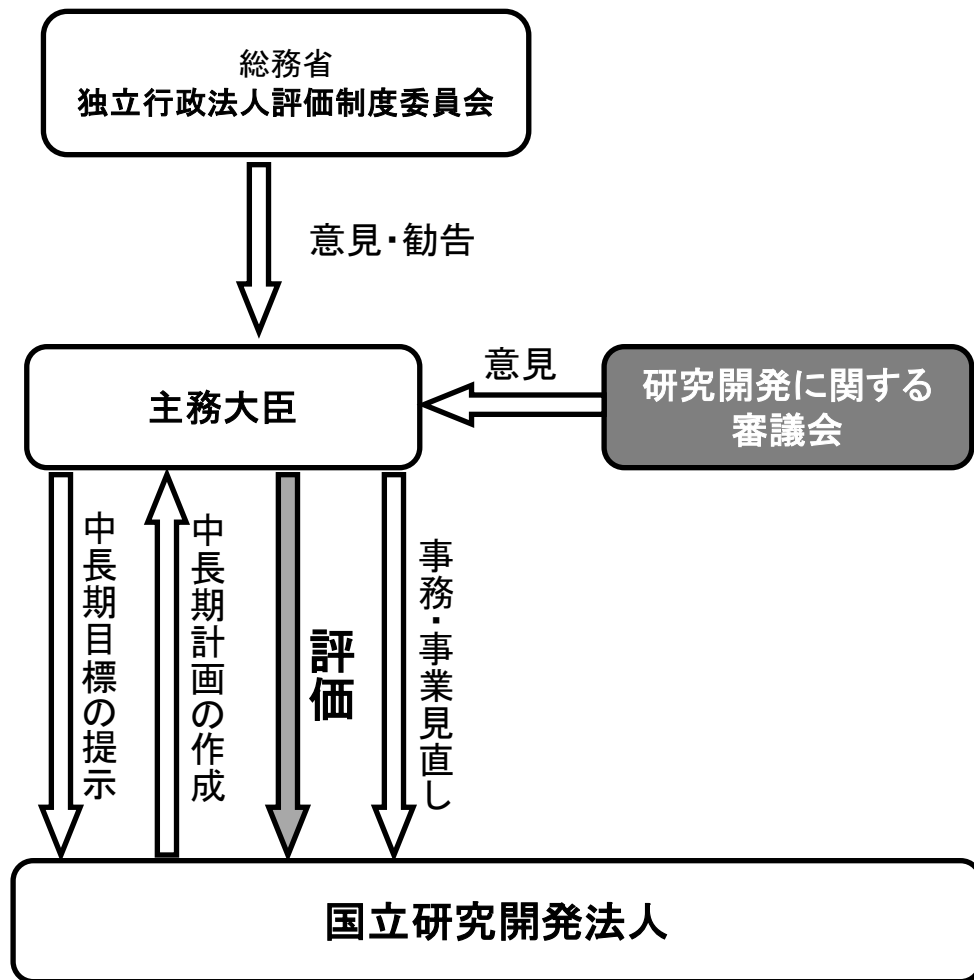 総務省
独立行政法人評価制度委員会
意見・勧告
主務大臣
意見
研究開発に関する
審議会
中長期目標の提示
中長期計画の作成
評価
事務・事業見直し
国立研究開発法人